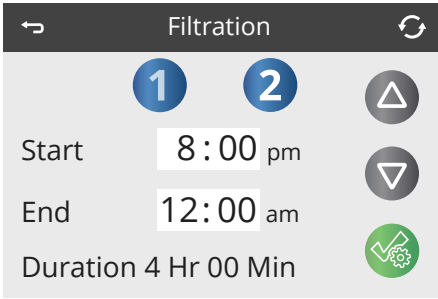 Filtration
1 2
Start 8:00 pm
End 12:00 am
Duration 4 Hr 00 Min